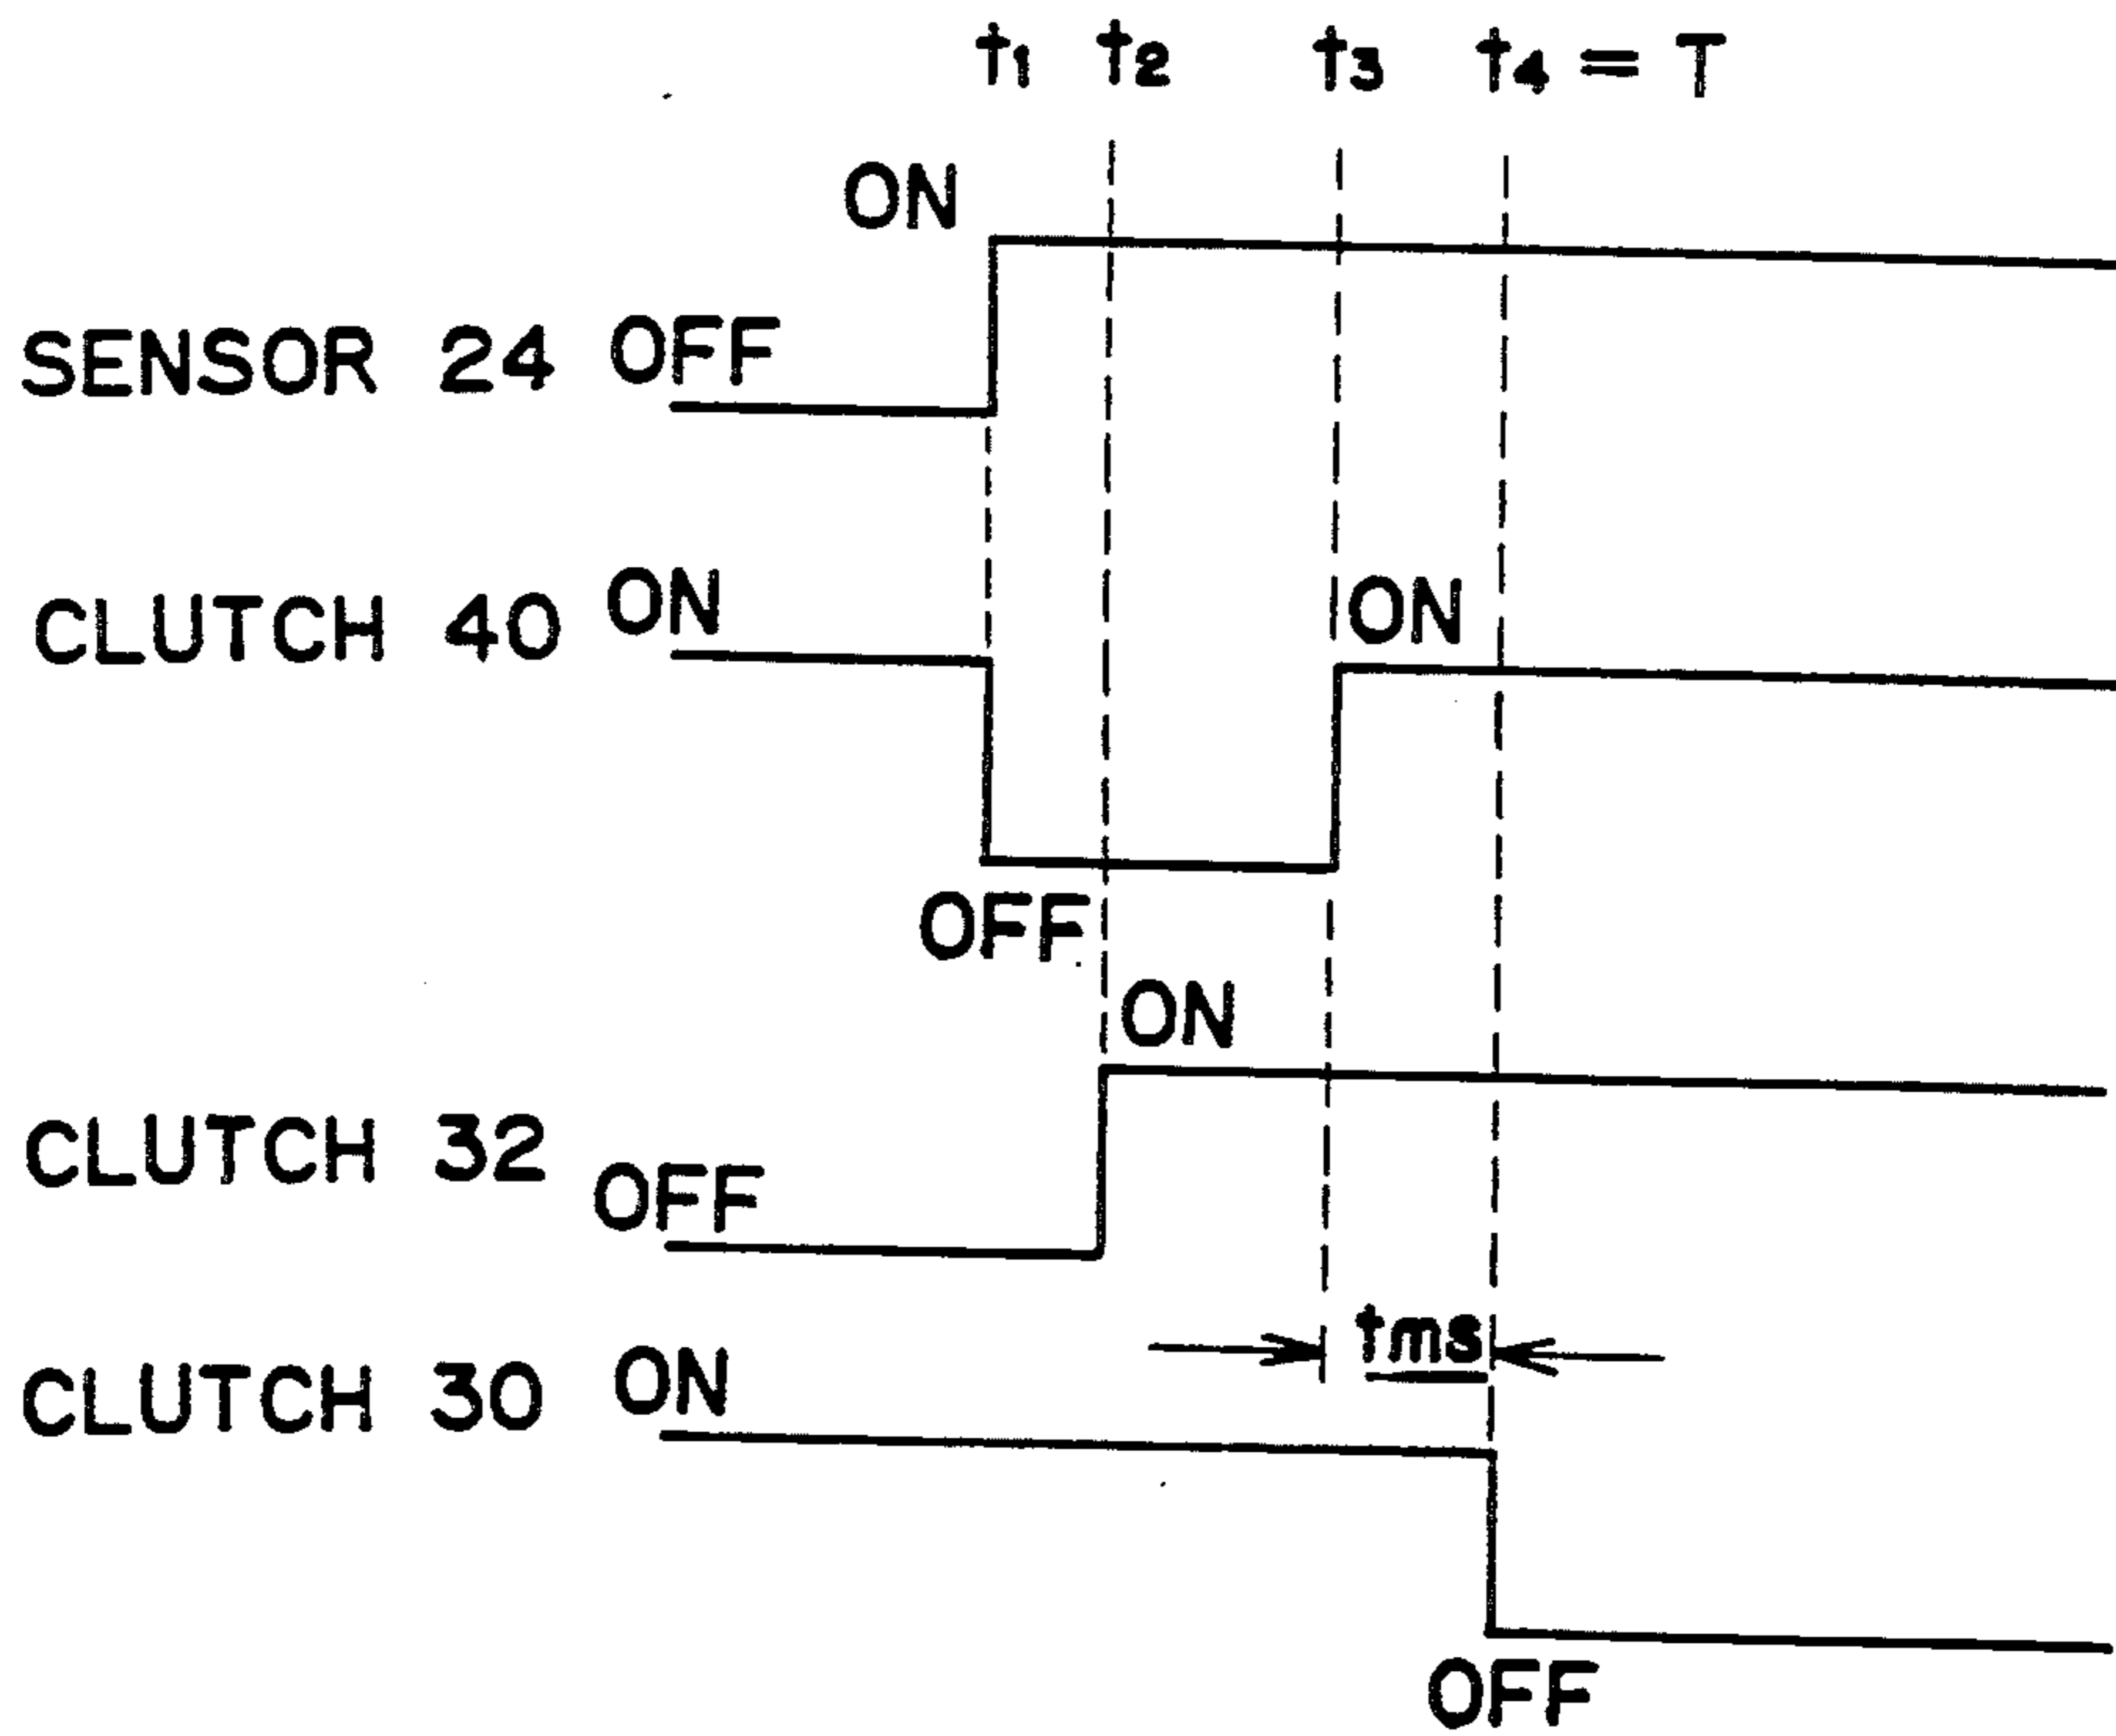 t1 t2 t3 t4 = T
ON
SENSOR 24 OFF
CLUTCH 40 ON
ON
OFF
ON
CLUTCH 32
OFF
tms
CLUTCH 30 ON
OFF